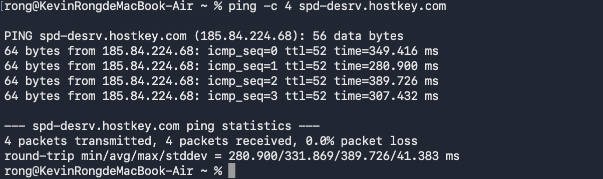 [rong@KevinRongdeMacBook-Air ~ % ping -c 4 spd-desrv.hostkey.com
PING spd-desrv.hostkey.com (185.84.224.68): 56 data bytes
64 bytes from 185.84.224.68: icmp_seq=0 ttl=52 time=349.416 ms
64 bytes from 185.84.224.68: icmp_seq=1 ttl=52 time=280.900 ms
64 bytes from 185.84.224.68: icmp_seq=2 ttl=52 time=389.726 ms
64 bytes from 185.84.224.68: icmp_seq=3 ttl=52 time=307.432 ms
--- spd-desrv.hostkey.com ping statistics ---
4 packets transmitted, 4 packets received, 0.0% packet loss
round-trip min/avg/max/stddev = 280.900/331.869/389.726/41.383 ms
rong@KevinRongdeMacBook-Air ~ %